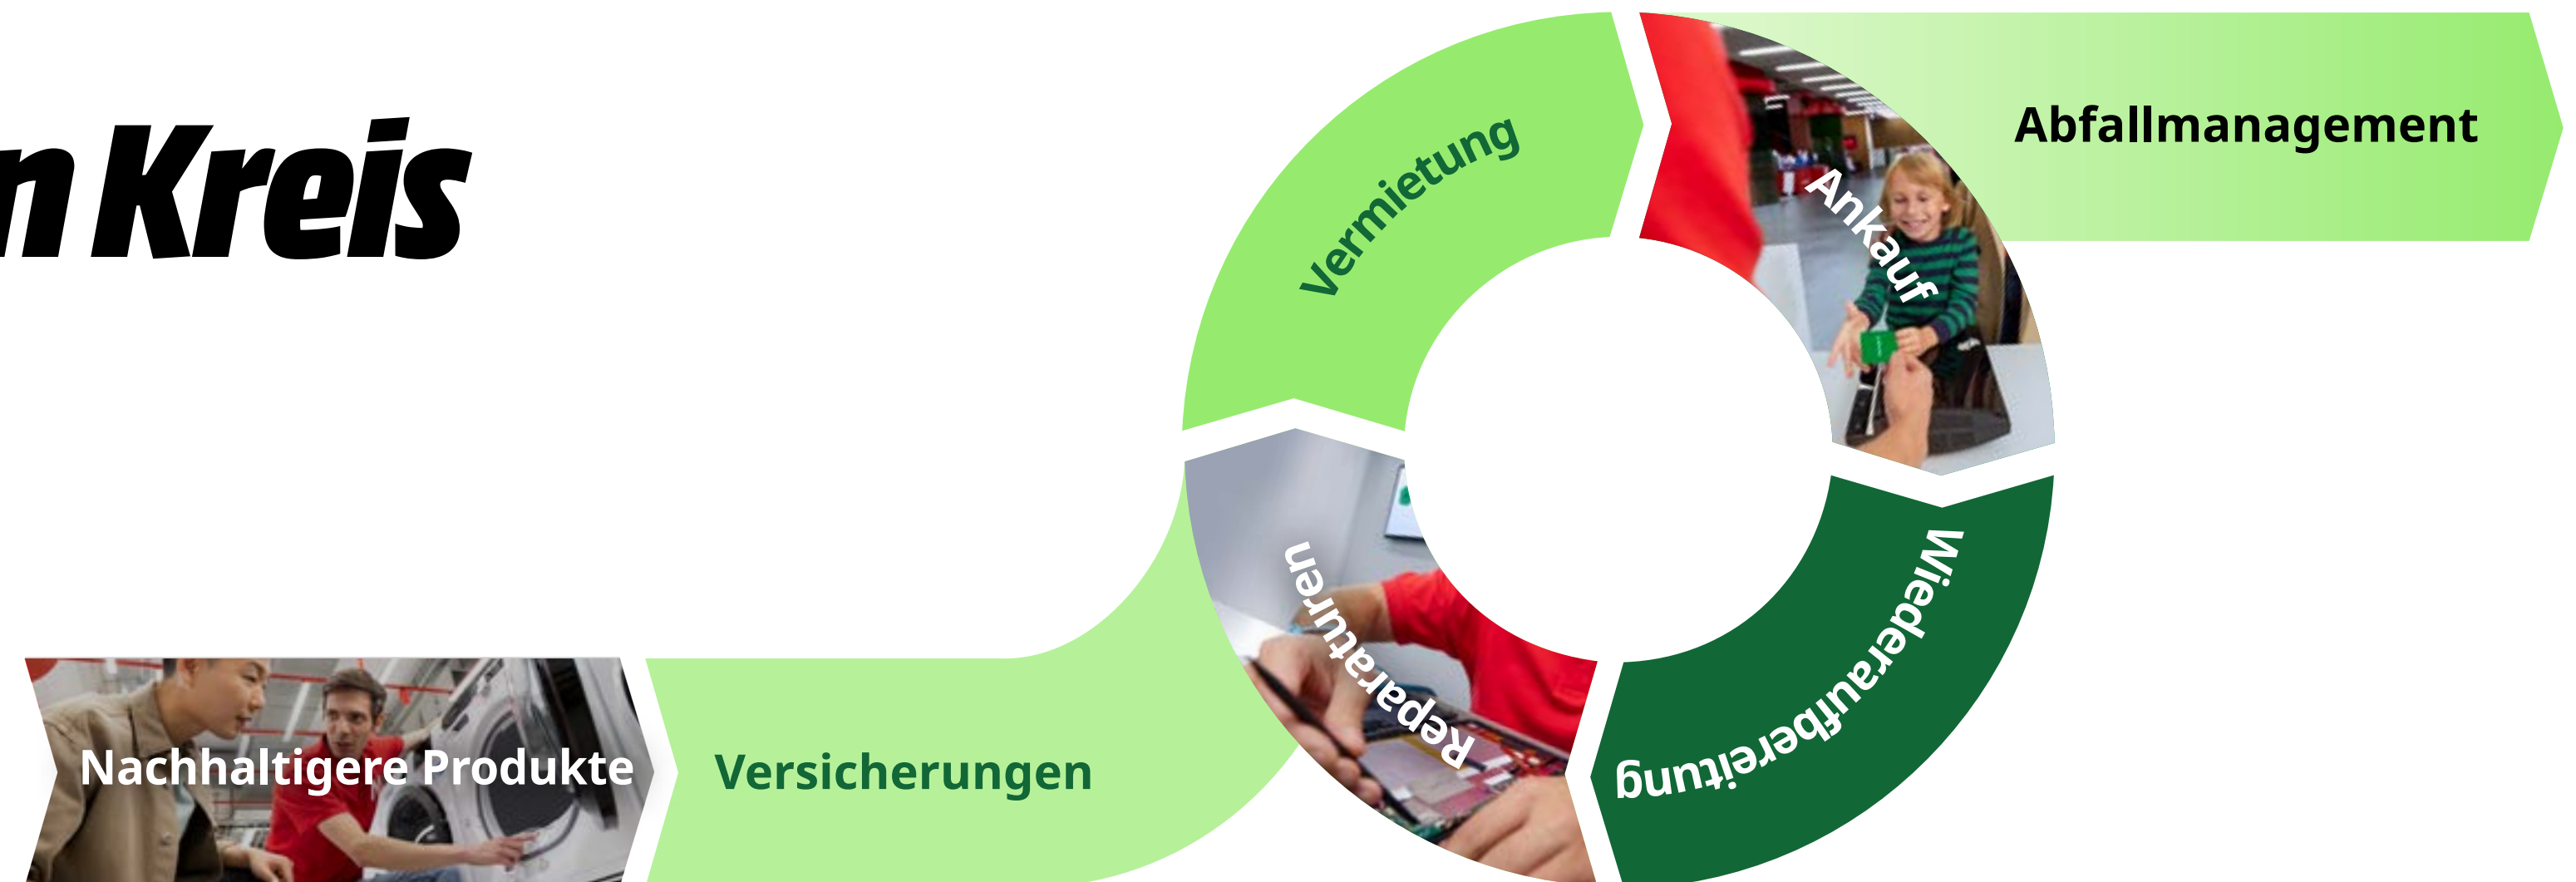 n Kreis
Vermietung
Ankauf
Abfallmanagement
Wiederaufbereitung
Reparaturen
Nachhaltigere Produkte
Versicherungen